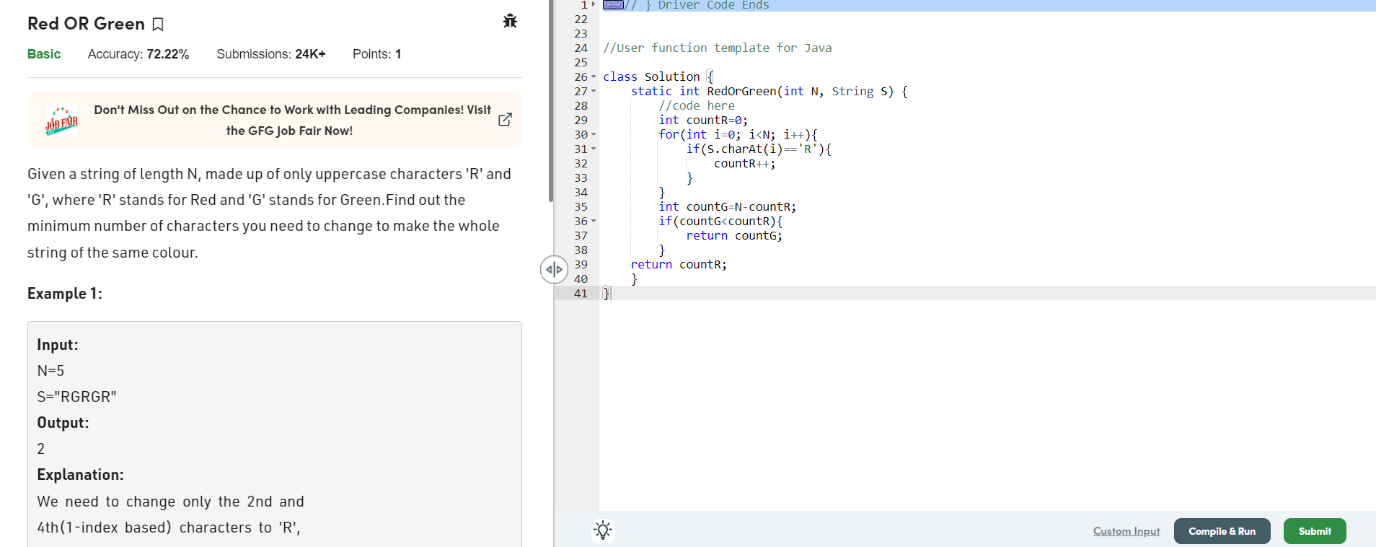 Red OR Green
Basic Accuracy: 72.22% Submissions: 24K+ Points: 1
JOB FAIR
Don't Miss Out on the Chance to Work with Leading Companies! Visit
the GFG Job Fair Now!
Given a string of length N, made up of only uppercase characters 'R' and
'G', where 'R' stands for Red and 'G' stands for Green.Find out the
minimum number of characters you need to change to make the whole
string of the same colour.
Example 1:
Input:
N=5
S="RGRGR"
Output:
2
Explanation:
We need to change only the 2nd and
4th(1-index based) characters to 'R',
1 // } Driver Code Ends
22
23
24 //User function template for Java
25
26 class Solution {
27 static int RedOrGreen(int N, String S) {
28 //code here
29 int countR=0;
30 for(int i=0; i<N; i++){
31 if(S.charAt(i)=='R'){
32 countR++;
33 }
34 }
35 int countG=N-countR;
36 if(countG<countR){
37 return countG;
38 }
39 return countR;
40 }
41 }
Custom Input Compile & Run Submit